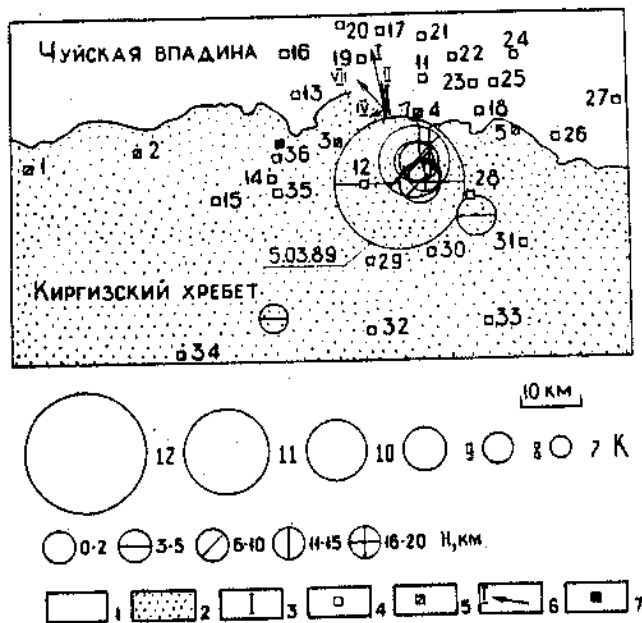 20 17 21
ЧУЙСКАЯ ВПАДИНА 16 19 I 22 24
VII II 11 23 25
13 IV 4 18 27
1 2 3 5 26
36
14 12 28
15 35
5.03.89 29 30 31
КИРГИЗСКИЙ ХРЕБЕТ
32 33
34
10 КМ
12 11 10 9 8 7 К
0-2 3-5 6-10 11-15 16-20 Н, КМ
1 2 I 3 4 5 I 6 7